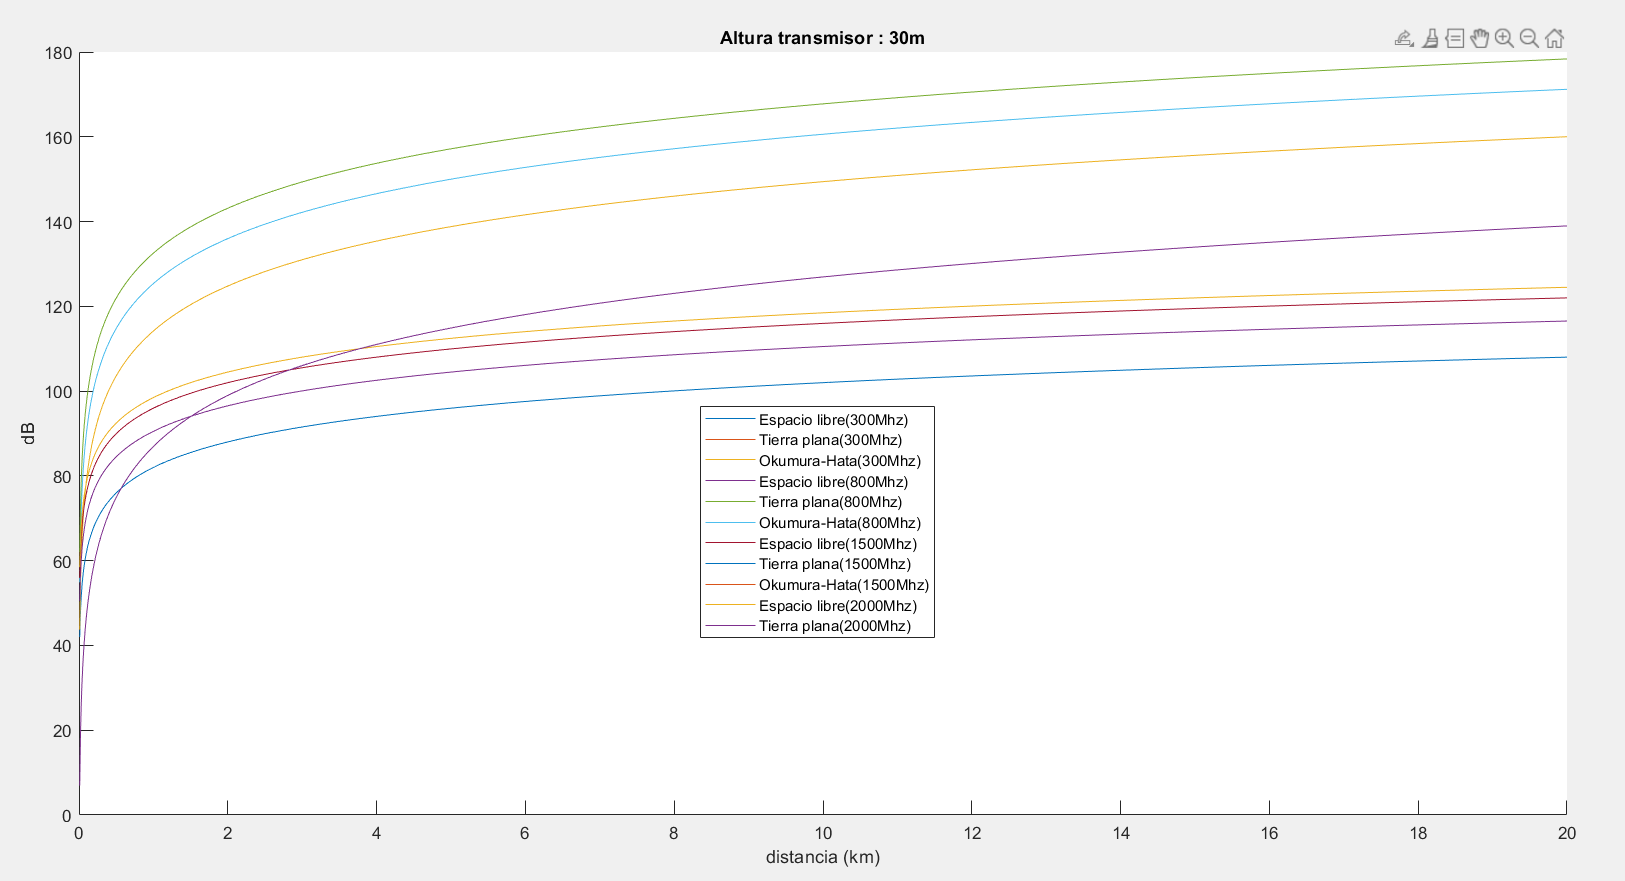 Altura transmisor : 30m
180
160
140
120
100
80
60
40
20
0
dB
Espacio libre(300Mhz)
Tierra plana(300Mhz)
Okumura-Hata(300Mhz)
Espacio libre(800Mhz)
Tierra plana(800Mhz)
Okumura-Hata(800Mhz)
Espacio libre(1500Mhz)
Tierra plana(1500Mhz)
Okumura-Hata(1500Mhz)
Espacio libre(2000Mhz)
Tierra plana(2000Mhz)
0 2 4 6 8 10 12 14 16 18 20
distancia (km)